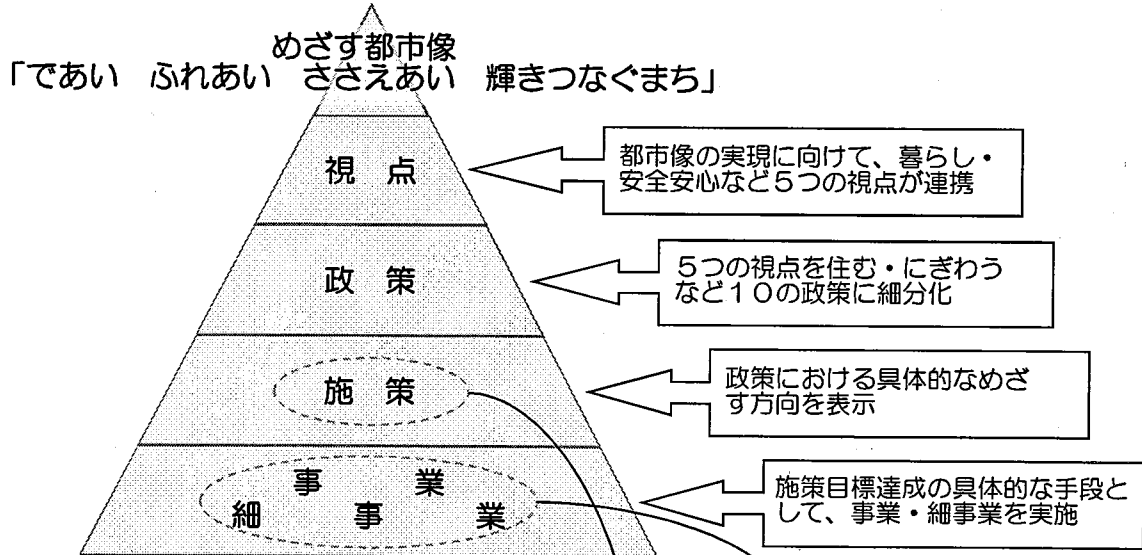 めざす都市像
「であい　ふれあい　ささえあい　輝きつなぐまち」
視　点
都市像の実現に向けて、暮らし・
安全安心など５つの視点が連携
政　策
５つの視点を住む・にぎわう
など１０の政策に細分化
施　策
政策における具体的なめざ
す方向を表示
事　業
細　事　業
施策目標達成の具体的な手段と
して、事業・細事業を実施